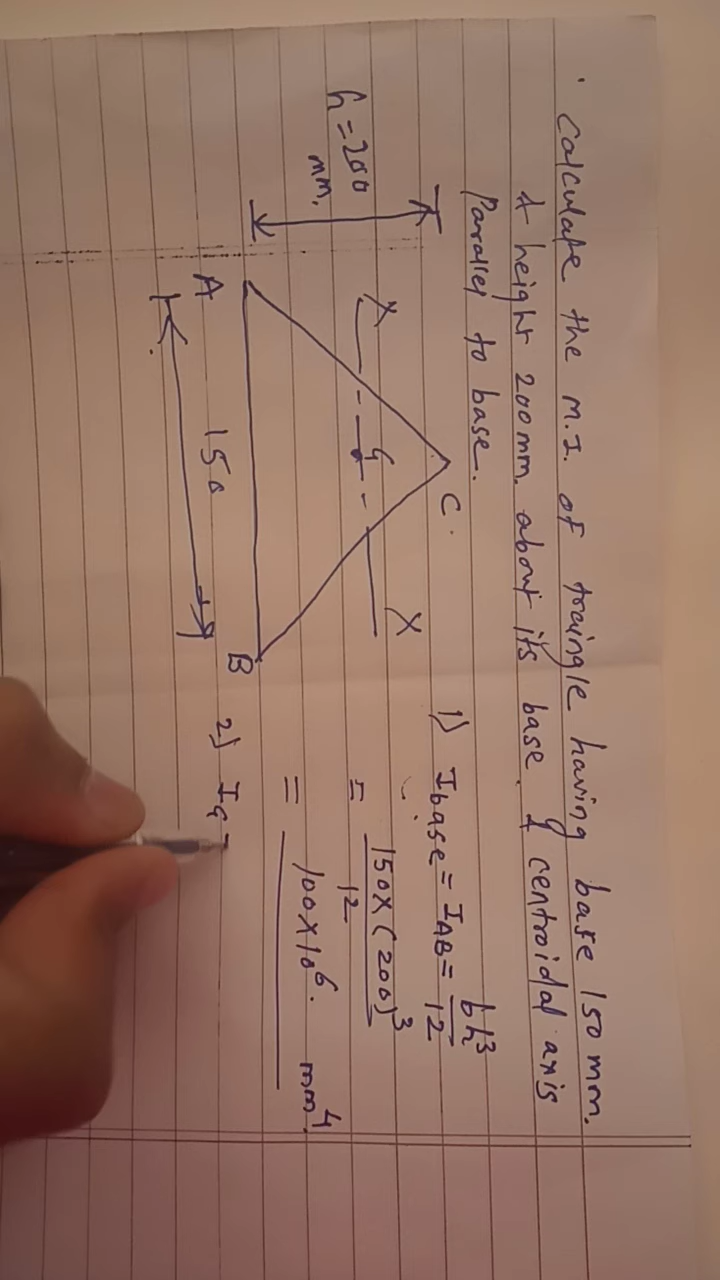 . Calculate the M.I. of traingle having base 150 mm.
& height 200 mm. about its base & centroidal axis
Parallel to base.
h = 200
mm.
C.
X
G
X
A
B
150
1) Ibase = IAB = bh³
12
= 150 x (200)³
12
= 100 x 10⁶. mm⁴.
2) IG -